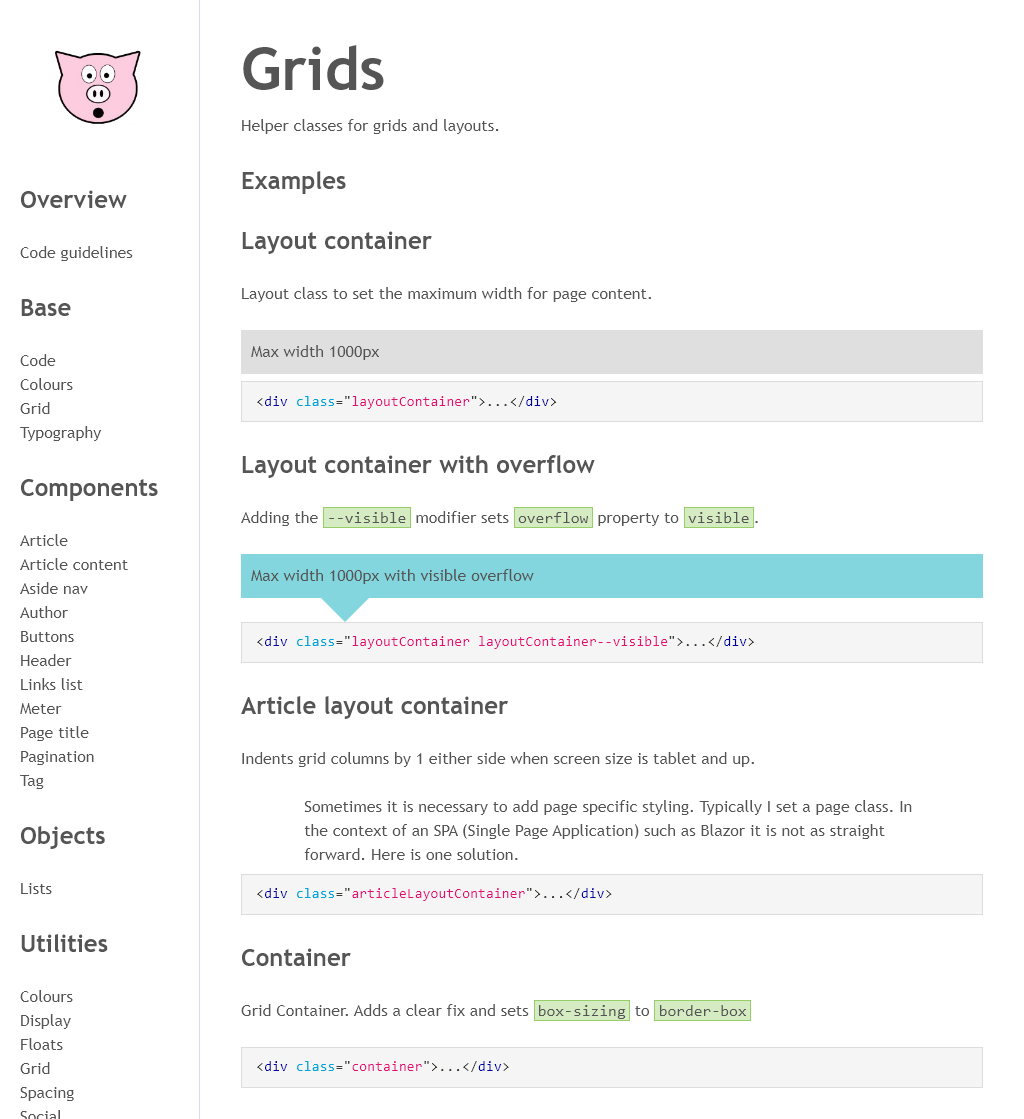 Overview
Code guidelines
Base
Code
Colours
Grid
Typography
Components
Article
Article content
Aside nav
Author
Buttons
Header
Links list
Meter
Page title
Pagination
Tag
Objects
Lists
Utilities
Colours
Display
Floats
Grid
Spacing
Social
Grids
Helper classes for grids and layouts.
Examples
Layout container
Layout class to set the maximum width for page content.
Max width 1000px
<div class="layoutContainer">...</div>
Layout container with overflow
Adding the --visible modifier sets overflow property to visible.
Max width 1000px with visible overflow
<div class="layoutContainer layoutContainer--visible">...</div>
Article layout container
Indents grid columns by 1 either side when screen size is tablet and up.
Sometimes it is necessary to add page specific styling. Typically I set a page class. In
the context of an SPA (Single Page Application) such as Blazor it is not as straight
forward. Here is one solution.
<div class="articleLayoutContainer">...</div>
Container
Grid Container. Adds a clear fix and sets box-sizing to border-box
<div class="container">...</div>